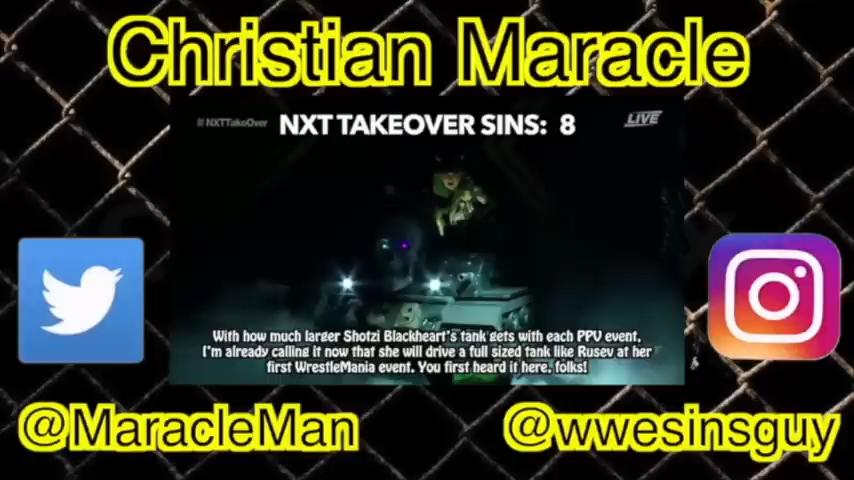 Christian Maracle
#NXTTakeOver
NXT TAKEOVER SINS: 8
LIVE
With how much larger Shotzi Blackheart's tank gets with each PPV event,
I'm already calling it now that she will drive a full sized tank like Rusev at her
first WrestleMania event. You first heard it here, folks!
@MaracleMan
@wwesinsguy